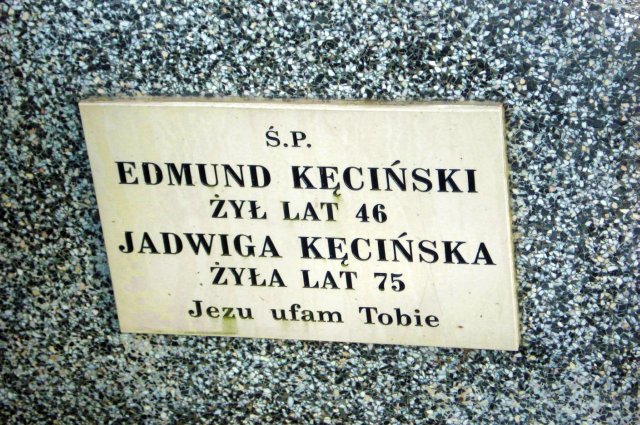 Ś.P.
EDMUND KĘCIŃSKI
ŻYŁ LAT 46
JADWIGA KĘCIŃSKA
ŻYŁA LAT 75
Jezu ufam Tobie